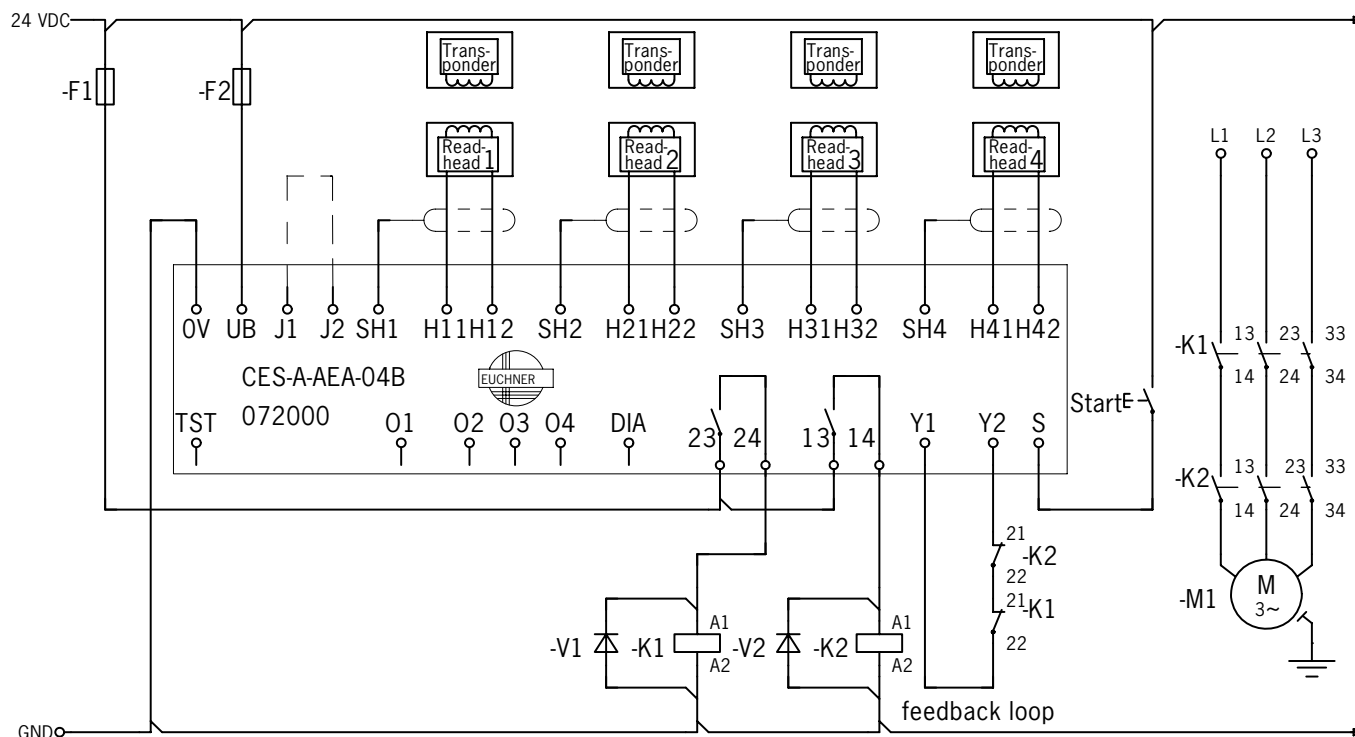 24 VDC
-F1
-F2
Trans-
ponder
Trans-
ponder
Trans-
ponder
Trans-
ponder
Read-
head 1
Read-
head 2
Read-
head 3
Read-
head 4
L1 L2 L3
0V UB J1 J2 SH1 H11 H12 SH2 H21 H22 SH3 H31 H32 SH4 H41 H42
CES-A-AEA-04B
072000
EUCHNER
TST O1 O2 O3 O4 DIA 23 24 13 14 Y1 Y2 S
Start
-K1
13 23 33
14 24 34
-K2
13 23 33
14 24 34
-M1
M
3~
21
-K2
22
21
-K1
22
-V1
-K1
A1
A2
-V2
-K2
A1
A2
feedback loop
GND